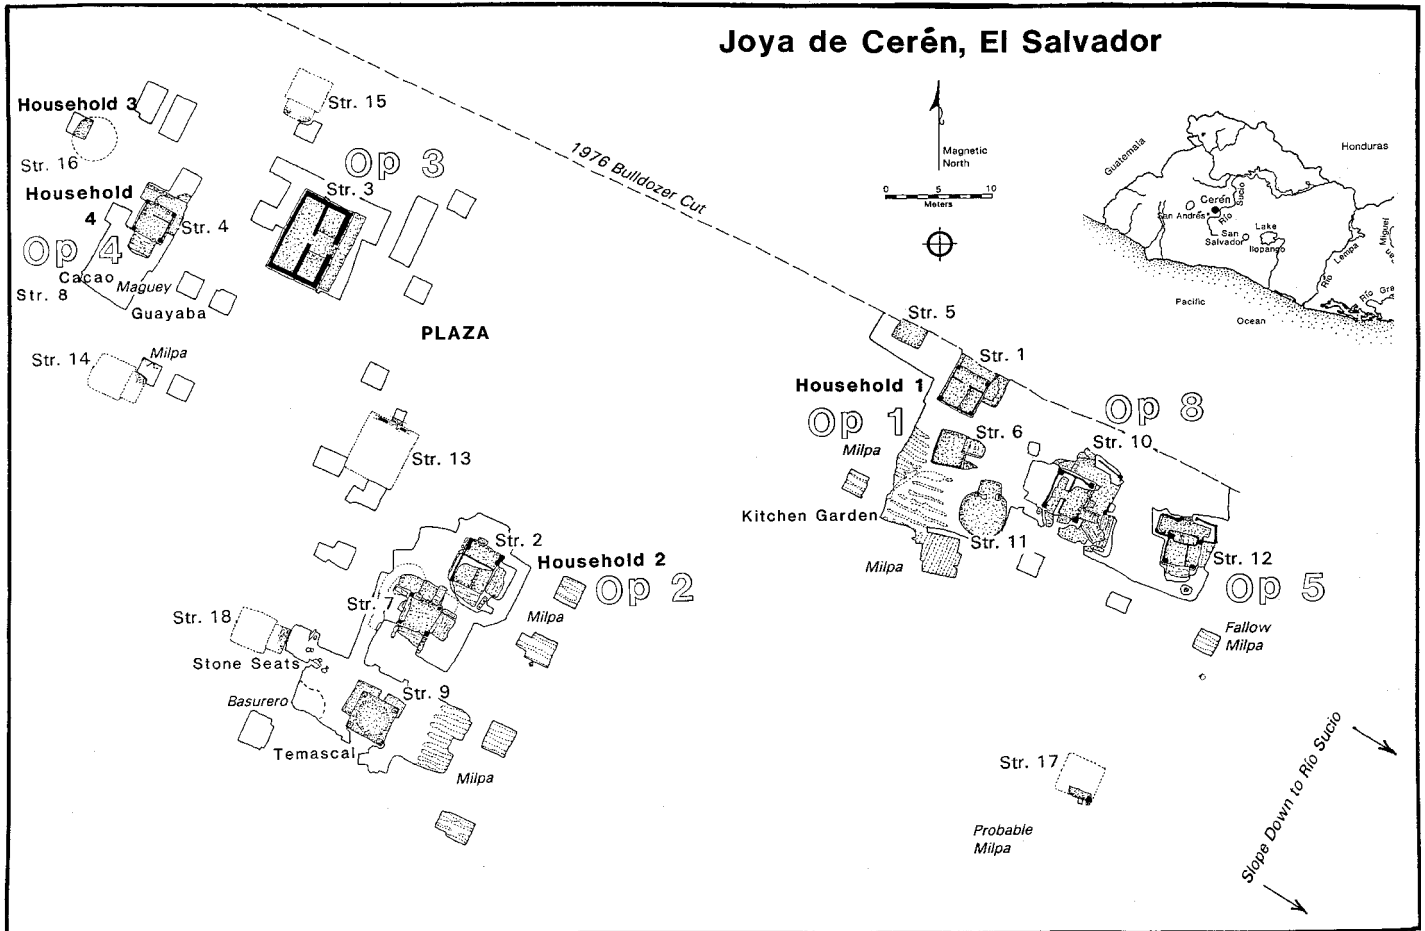 Joya de Cerén, El Salvador
Household 3
Str. 15
Str. 16
Op 3
Str. 3
Household
4
Str. 4
Op 4
Cacao
Maguey
Str. 8
Guayaba
1976 Bulldozer Cut
Magnetic
North
0 5 10
Meters
Guatemala
Honduras
Cerén
San Andrés
Río
Sucio
San
Salvador
Lake
Ilopango
Río
Lempa
Río
Gra
Miguel
Pacific
Ocean
PLAZA
Str. 14
Milpa
Str. 13
Str. 5
Str. 1
Household 1
Op 1
Milpa
Str. 6
Op 8
Str. 10
Kitchen Garden
Str. 11
Milpa
Str. 12
Op 5
Fallow
Milpa
Str. 2
Household 2
Op 2
Str. 7
Milpa
Str. 18
Stone Seats
Str. 9
Basurero
Temascal
Milpa
Str. 17
Probable
Milpa
Slope Down to Río Sucio